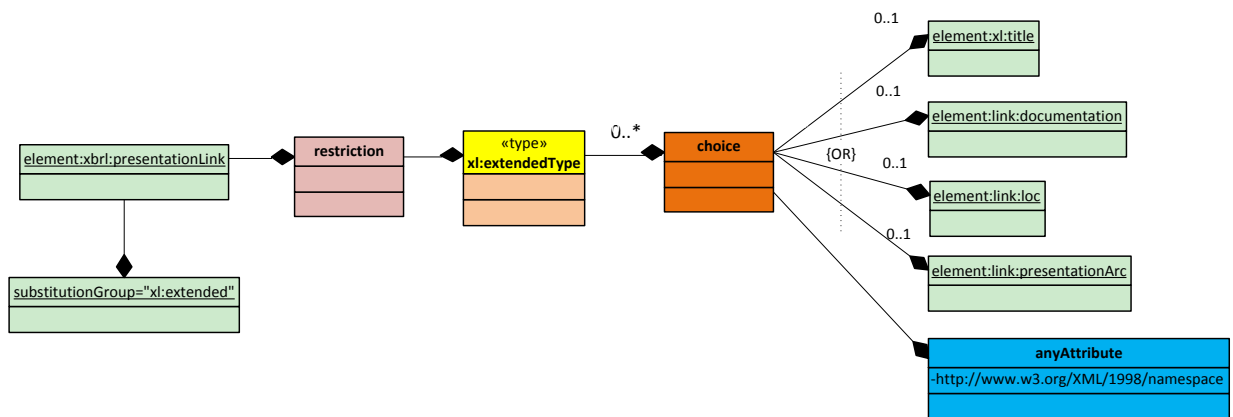 0..1
element:xl:title
0..1
element:link:documentation
0..*
«type»
xl:extendedType
restriction
choice
element:xbrl:presentationLink
{OR}
0..1
element:link:loc
0..1
element:link:presentationArc
substitutionGroup="xl:extended"
anyAttribute
-http://www.w3.org/XML/1998/namespace